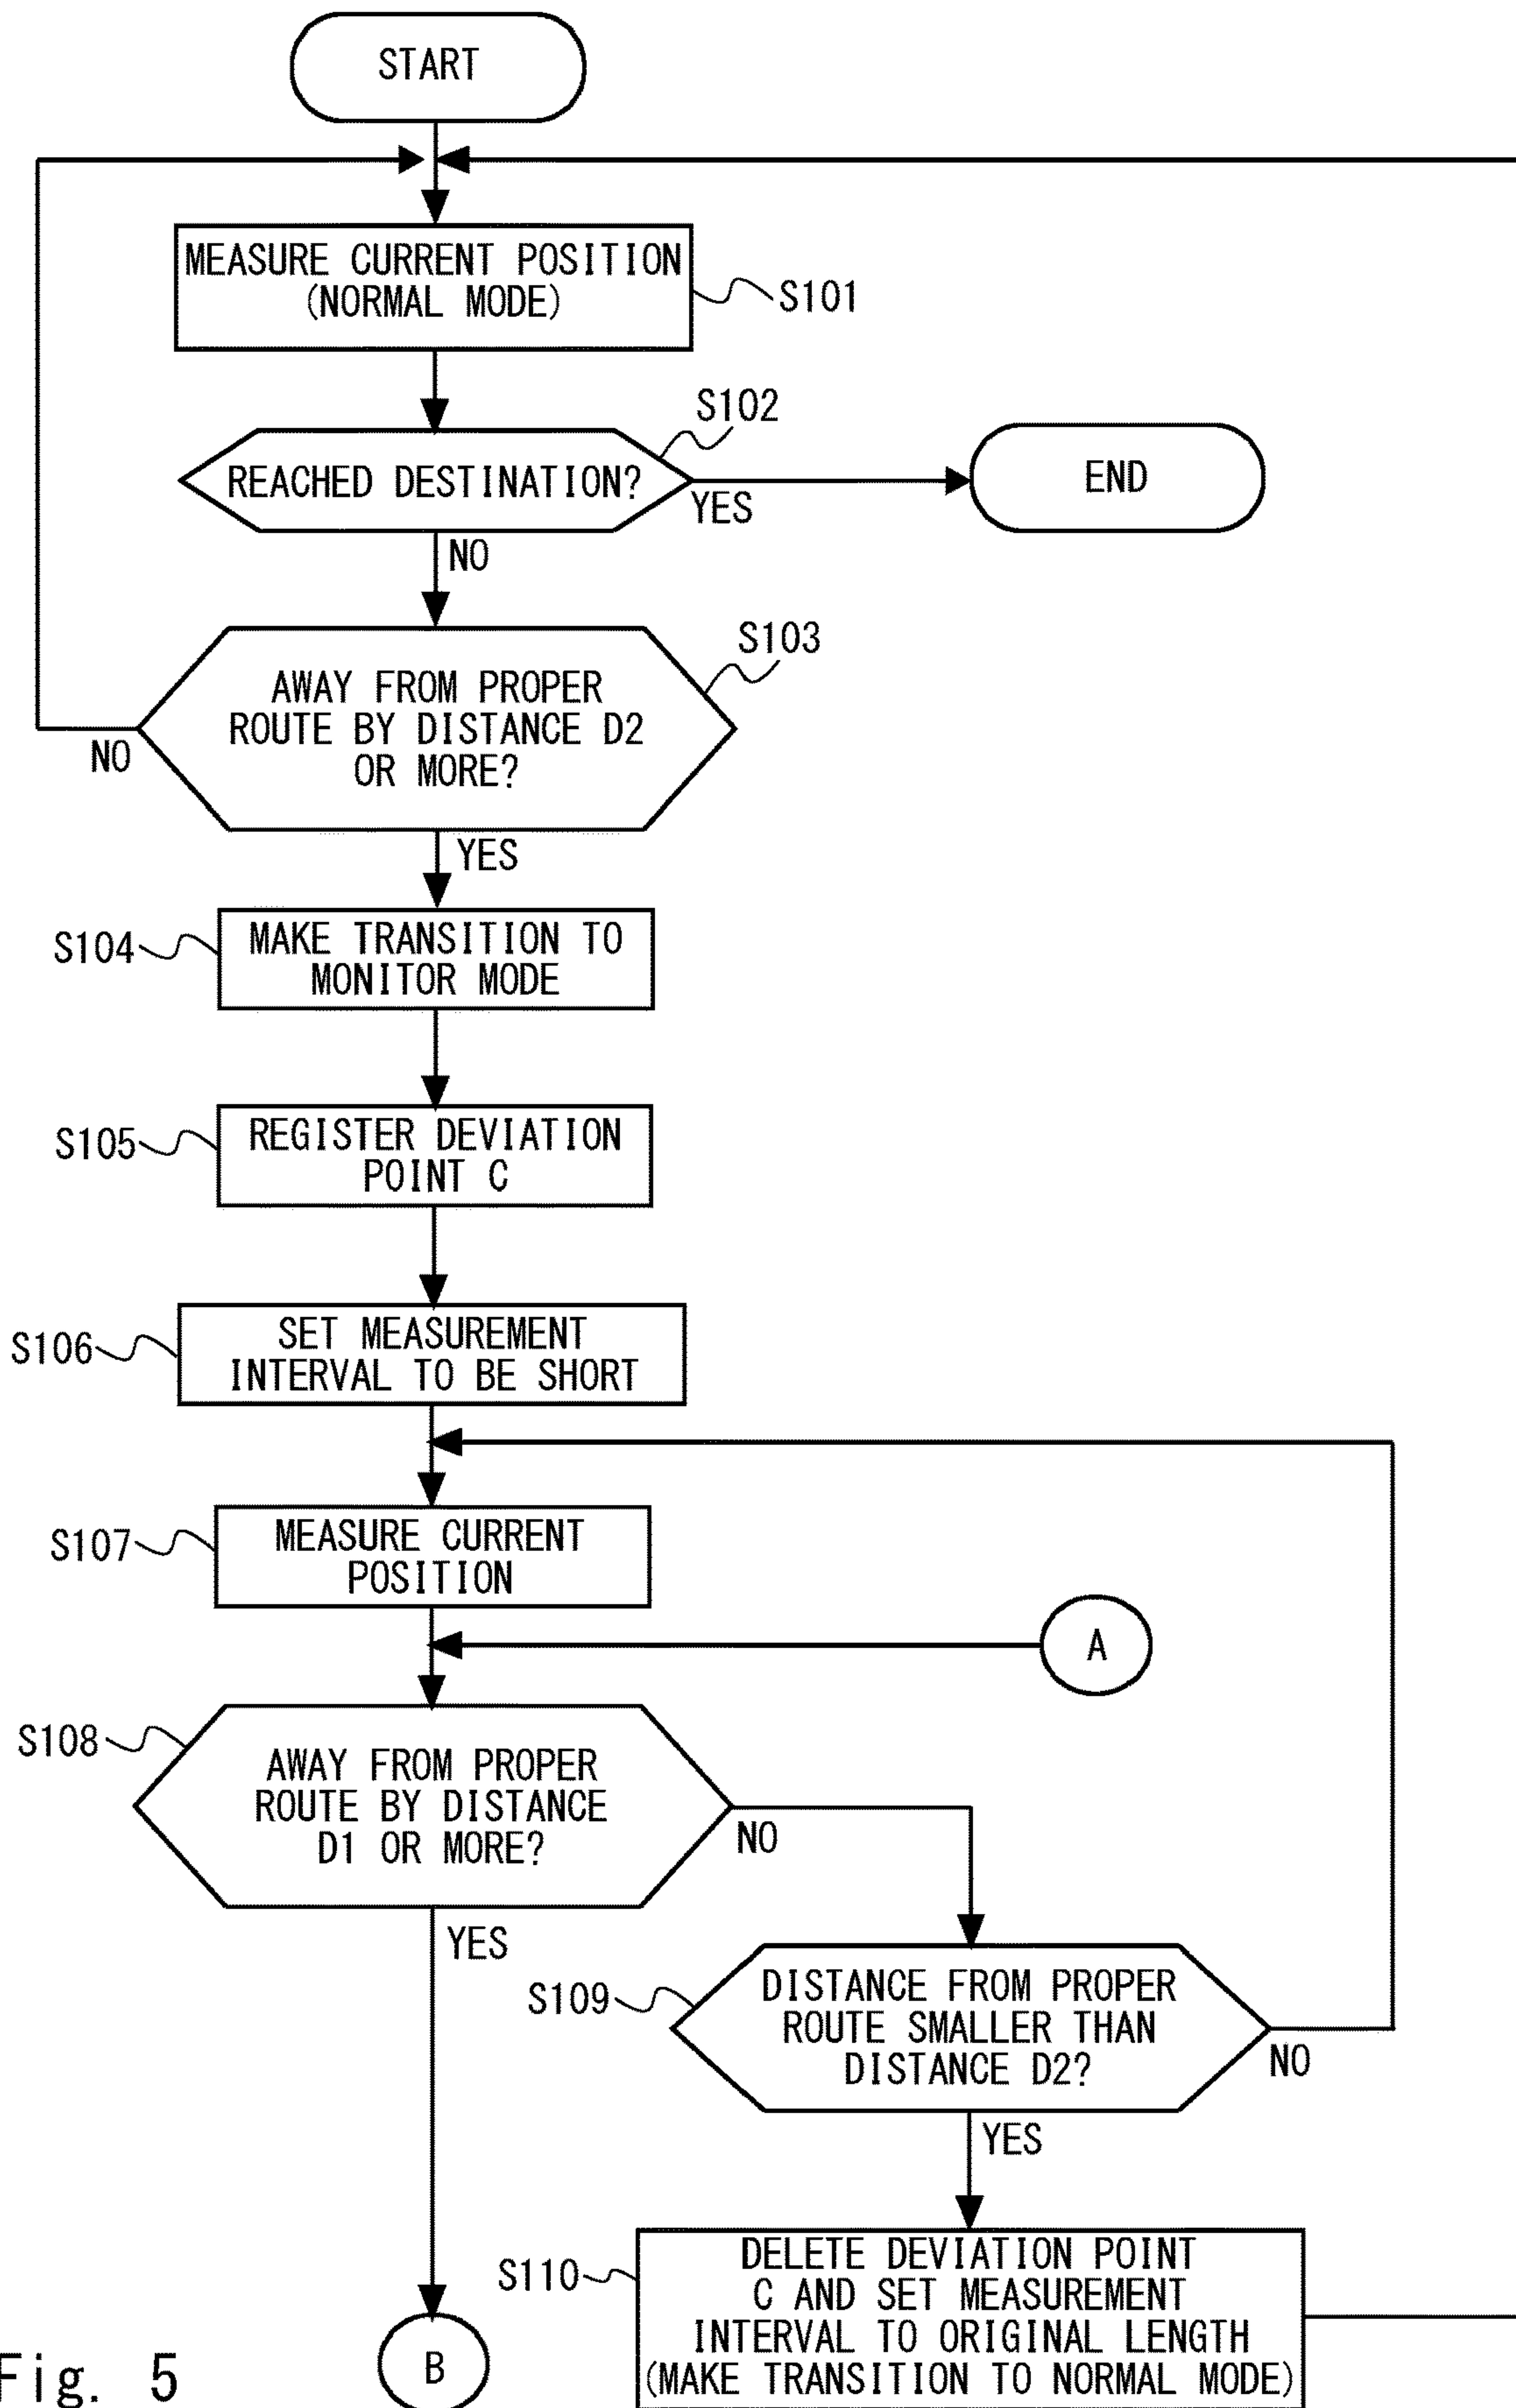 START
MEASURE CURRENT POSITION
(NORMAL MODE)
S101
S102
REACHED DESTINATION?
YES
END
NO
S103
AWAY FROM PROPER
ROUTE BY DISTANCE D2
OR MORE?
NO
YES
S104
MAKE TRANSITION TO
MONITOR MODE
S105
REGISTER DEVIATION
POINT C
S106
SET MEASUREMENT
INTERVAL TO BE SHORT
S107
MEASURE CURRENT
POSITION
A
S108
AWAY FROM PROPER
ROUTE BY DISTANCE
D1 OR MORE?
NO
YES
S109
DISTANCE FROM PROPER
ROUTE SMALLER THAN
DISTANCE D2?
NO
YES
S110
DELETE DEVIATION POINT
C AND SET MEASUREMENT
INTERVAL TO ORIGINAL LENGTH
(MAKE TRANSITION TO NORMAL MODE)
B
Fig. 5